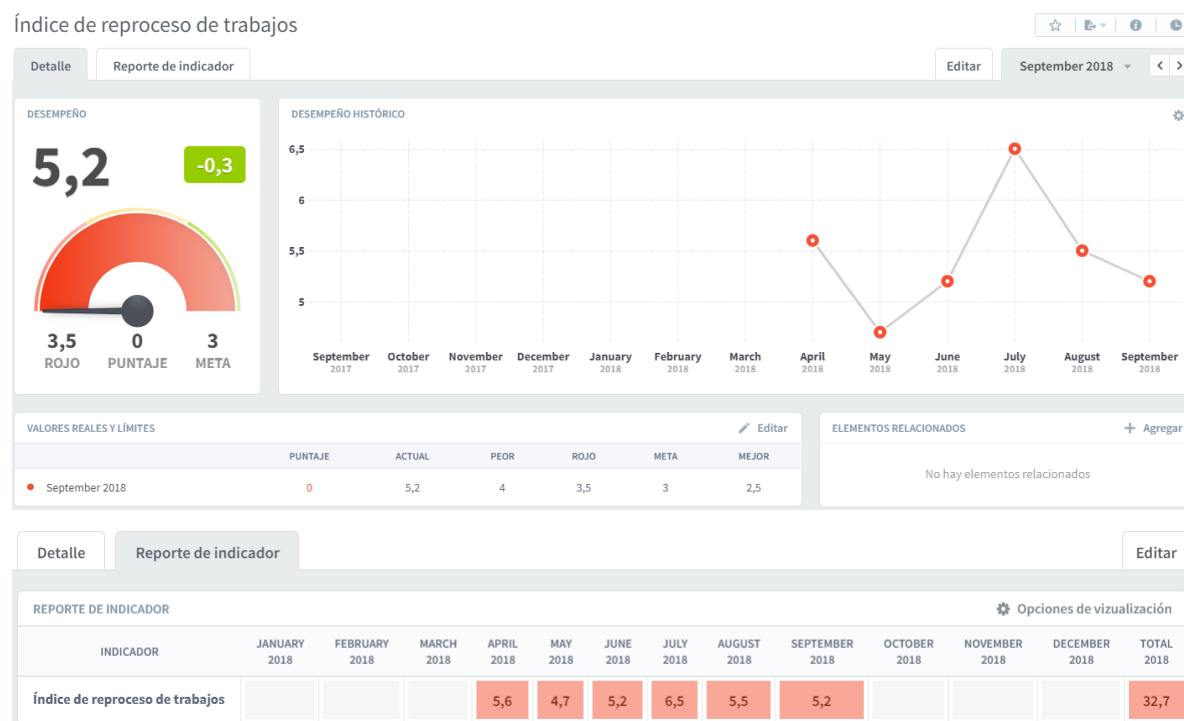 Índice de reproceso de trabajos
Detalle
Reporte de indicador
Editar
September 2018
DESEMPEÑO
5,2
-0,3
3,5
0
3
ROJO
PUNTAJE
META
DESEMPEÑO HISTÓRICO
6,5
6
5,5
5
September October November December January February March April May June July August September
2017 2017 2017 2017 2018 2018 2018 2018 2018 2018 2018 2018 2018
VALORES REALES Y LÍMITES
Editar
PUNTAJE ACTUAL PEOR ROJO META MEJOR
September 2018 0 5,2 4 3,5 3 2,5
ELEMENTOS RELACIONADOS
Agregar
No hay elementos relacionados
Detalle
Reporte de indicador
Editar
REPORTE DE INDICADOR
Opciones de vizualización
INDICADOR
JANUARY FEBRUARY MARCH APRIL MAY JUNE JULY AUGUST SEPTEMBER OCTOBER NOVEMBER DECEMBER TOTAL
2018 2018 2018 2018 2018 2018 2018 2018 2018 2018 2018 2018 2018
Índice de reproceso de trabajos 5,6 4,7 5,2 6,5 5,5 5,2 32,7